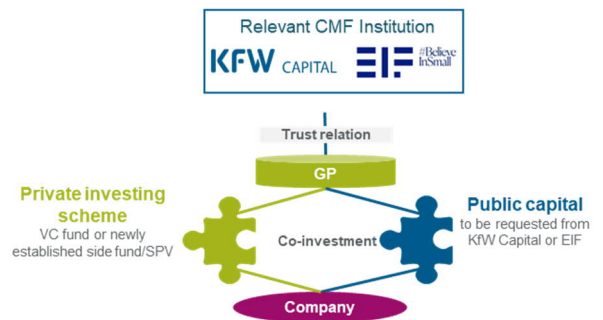 Relevant CMF Institution
KFW CAPITAL
EIF #Believe
InSmall
Trust relation
GP
Private investing
scheme
VC fund or newly
established side fund/SPV
Co-investment
Public capital
to be requested from
KfW Capital or EIF
Company